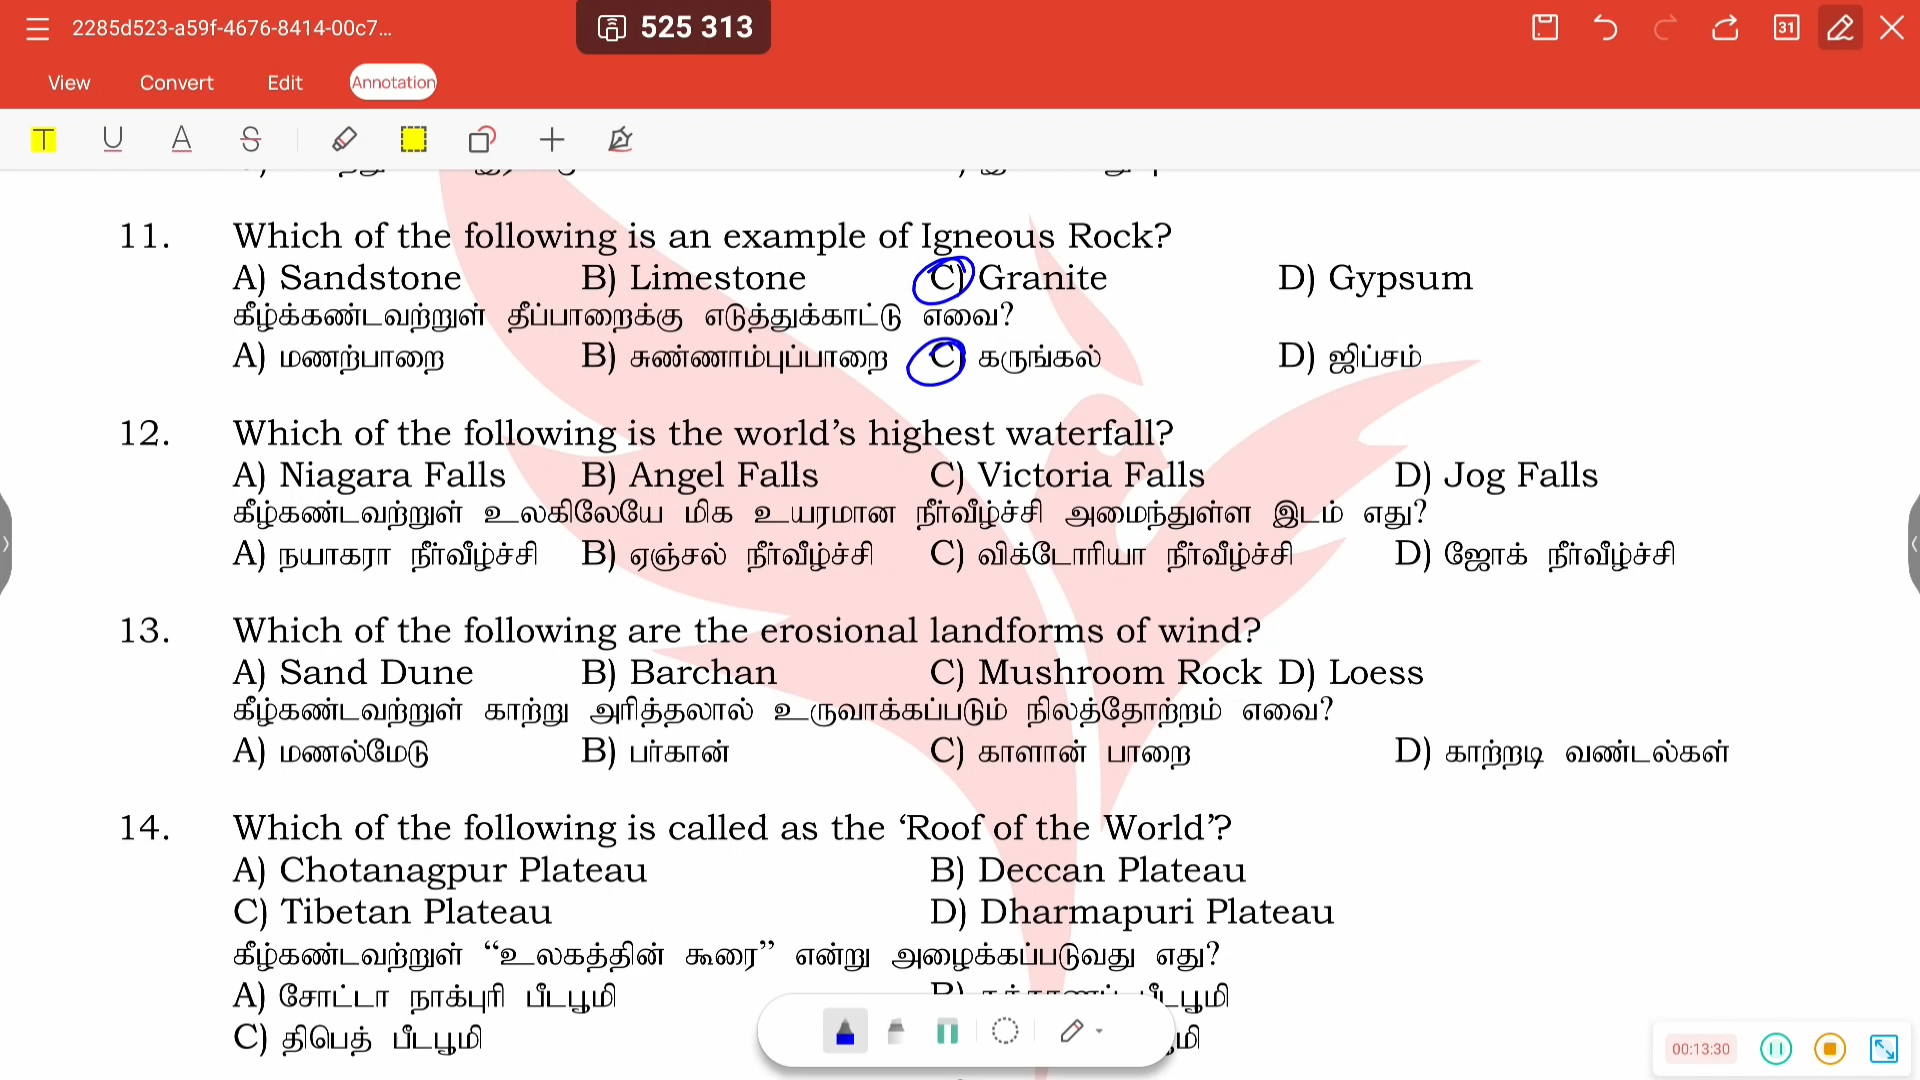 2285d523-a59f-4676-8414-00c7...
525 313
31
View Convert Edit Annotation
T U A S
11. Which of the following is an example of Igneous Rock?
A) Sandstone B) Limestone C) Granite D) Gypsum
கீழ்க்கண்டவற்றுள் தீப்பாறைக்கு எடுத்துக்காட்டு எவை?
A) மணற்பாறை B) சுண்ணாம்புப்பாறை C) கருங்கல் D) ஜிப்சம்
12. Which of the following is the world’s highest waterfall?
A) Niagara Falls B) Angel Falls C) Victoria Falls D) Jog Falls
கீழ்கண்டவற்றுள் உலகிலேயே மிக உயரமான நீர்வீழ்ச்சி அமைந்துள்ள இடம் எது?
A) நயாகரா நீர்வீழ்ச்சி B) ஏஞ்சல் நீர்வீழ்ச்சி C) விக்டோரியா நீர்வீழ்ச்சி D) ஜோக் நீர்வீழ்ச்சி
13. Which of the following are the erosional landforms of wind?
A) Sand Dune B) Barchan C) Mushroom Rock D) Loess
கீழ்கண்டவற்றுள் காற்று அரித்தலால் உருவாக்கப்படும் நிலத்தோற்றம் எவை?
A) மணல்மேடு B) பர்கான் C) காளான் பாறை D) காற்றடி வண்டல்கள்
14. Which of the following is called as the ‘Roof of the World’?
A) Chotanagpur Plateau B) Deccan Plateau
C) Tibetan Plateau D) Dharmapuri Plateau
கீழ்கண்டவற்றுள் “உலகத்தின் கூரை” என்று அழைக்கப்படுவது எது?
A) சோட்டா நாக்புரி பீடபூமி
C) திபெத் பீடபூமி
00:13:30